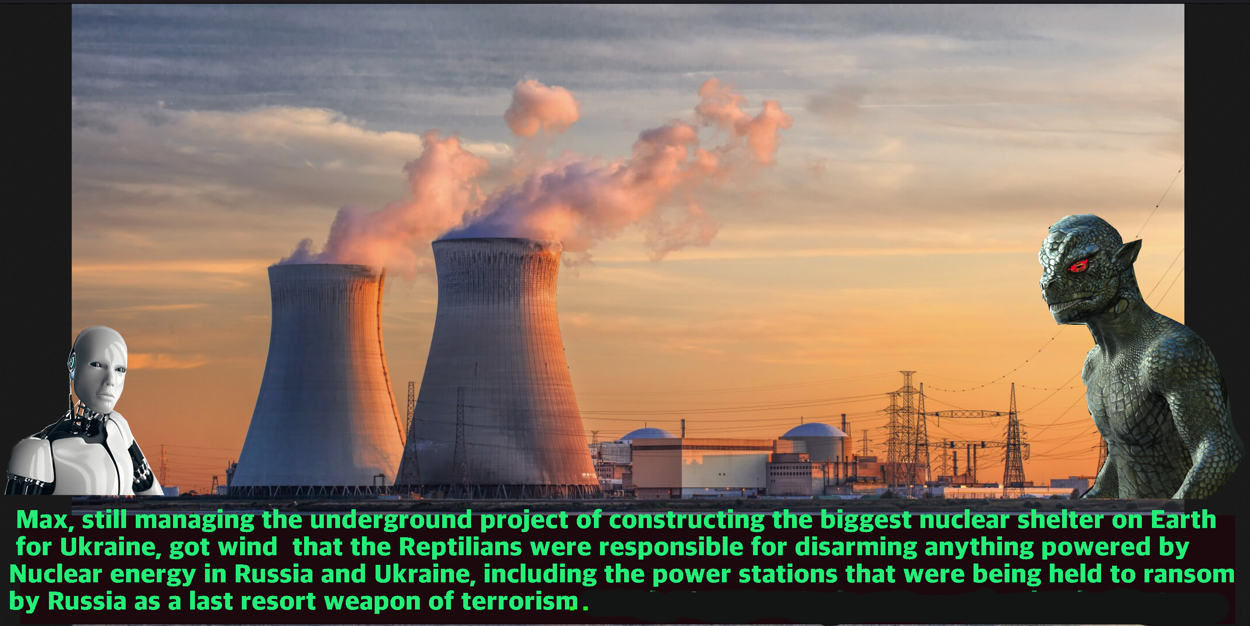 Max, still managing the underground project of constructing the biggest nuclear shelter on Earth
for Ukraine, got wind that the Reptilians were responsible for disarming anything powered by
Nuclear energy in Russia and Ukraine, including the power stations that were being held to ransom
by Russia as a last resort weapon of terrorism .